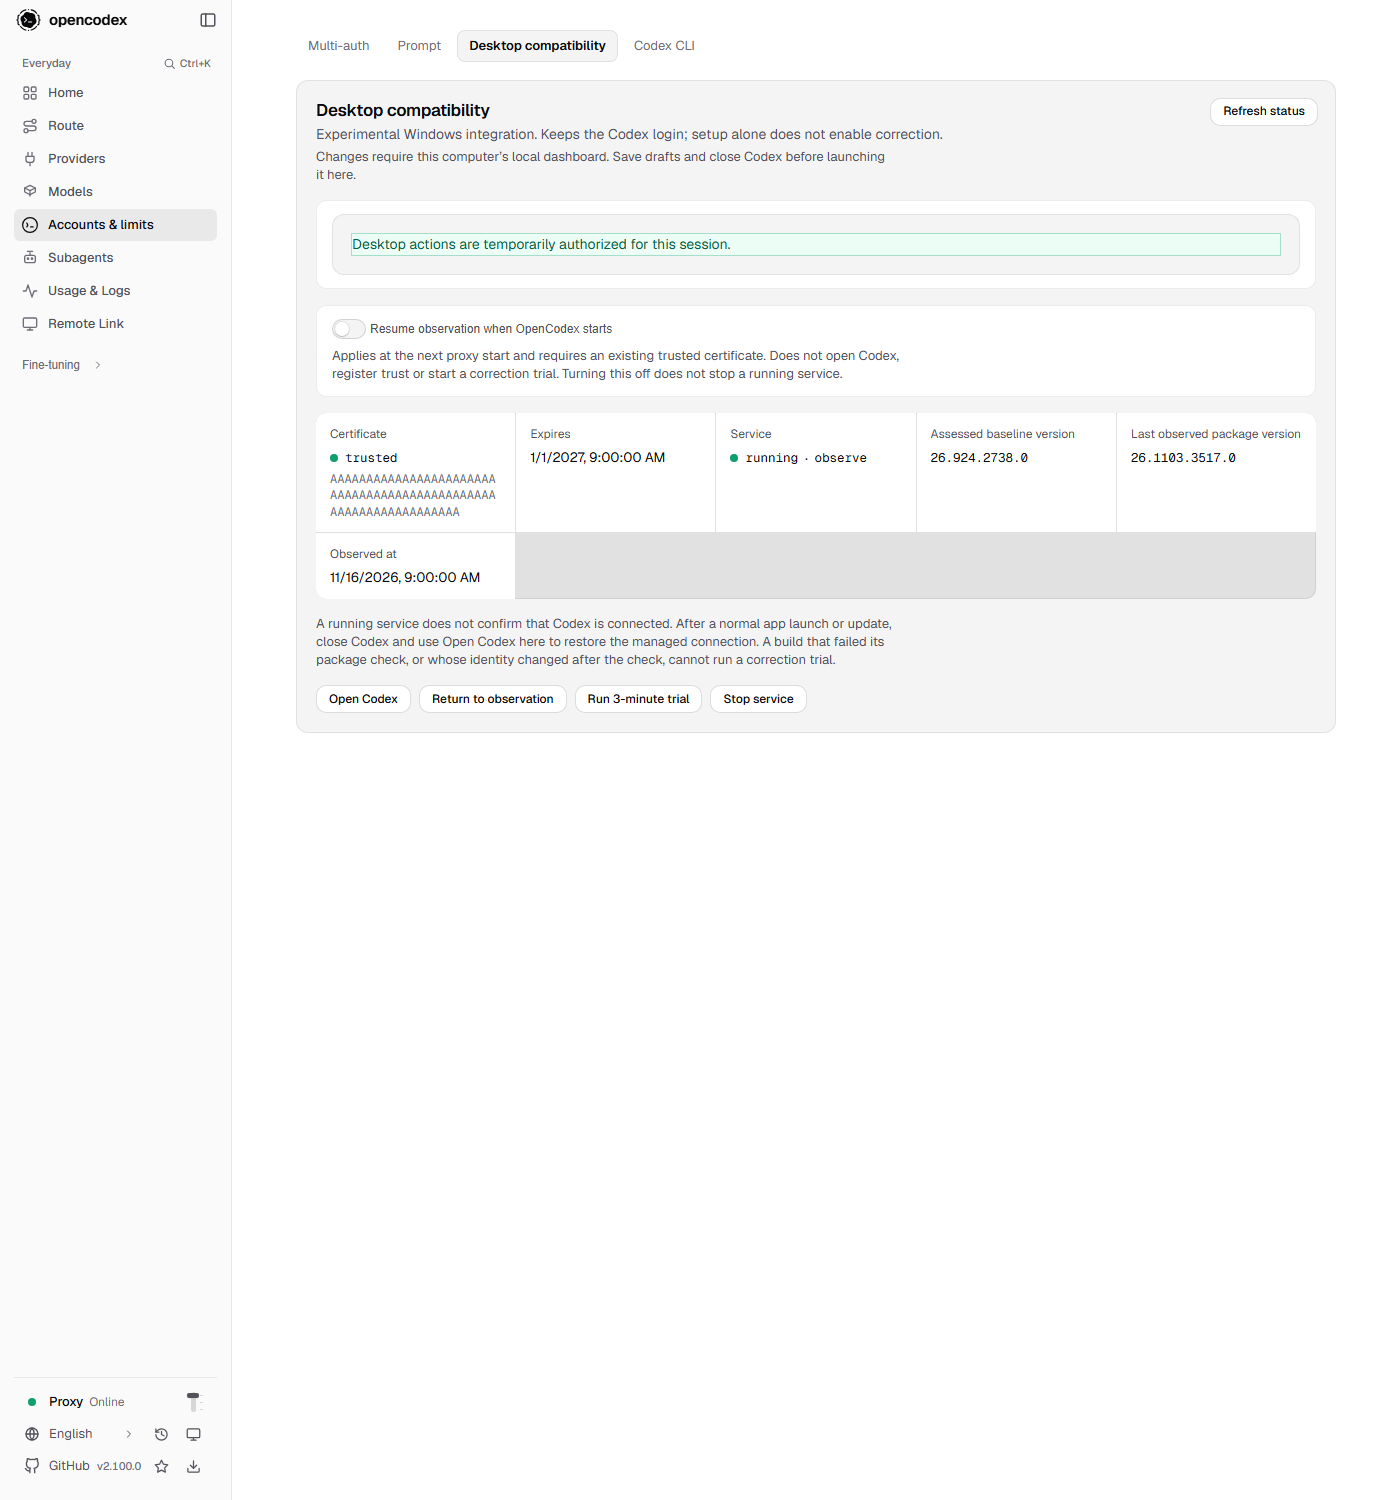 opencodex
Everyday
Ctrl+K
Home
Route
Providers
Models
Accounts & limits
Subagents
Usage & Logs
Remote Link
Fine-tuning
Multi-auth
Prompt
Desktop compatibility
Codex CLI
Desktop compatibility
Refresh status
Experimental Windows integration. Keeps the Codex login; setup alone does not enable correction.
Changes require this computer's local dashboard. Save drafts and close Codex before launching
it here.
Desktop actions are temporarily authorized for this session.
Resume observation when OpenCodex starts
Applies at the next proxy start and requires an existing trusted certificate. Does not open Codex,
register trust or start a correction trial. Turning this off does not stop a running service.
Certificate
trusted
AAAAAAAAAAAAAAAAAAAAAAA
AAAAAAAAAAAAAAAAAAAAAAA
AAAAAAAAAAAAAAAAAA
Expires
1/1/2027, 9:00:00 AM
Service
running · observe
Assessed baseline version
26.924.2738.0
Last observed package version
26.1103.3517.0
Observed at
11/16/2026, 9:00:00 AM
A running service does not confirm that Codex is connected. After a normal app launch or update,
close Codex and use Open Codex here to restore the managed connection. A build that failed its
package check, or whose identity changed after the check, cannot run a correction trial.
Open Codex
Return to observation
Run 3-minute trial
Stop service
Proxy Online
English
GitHub v2.100.0